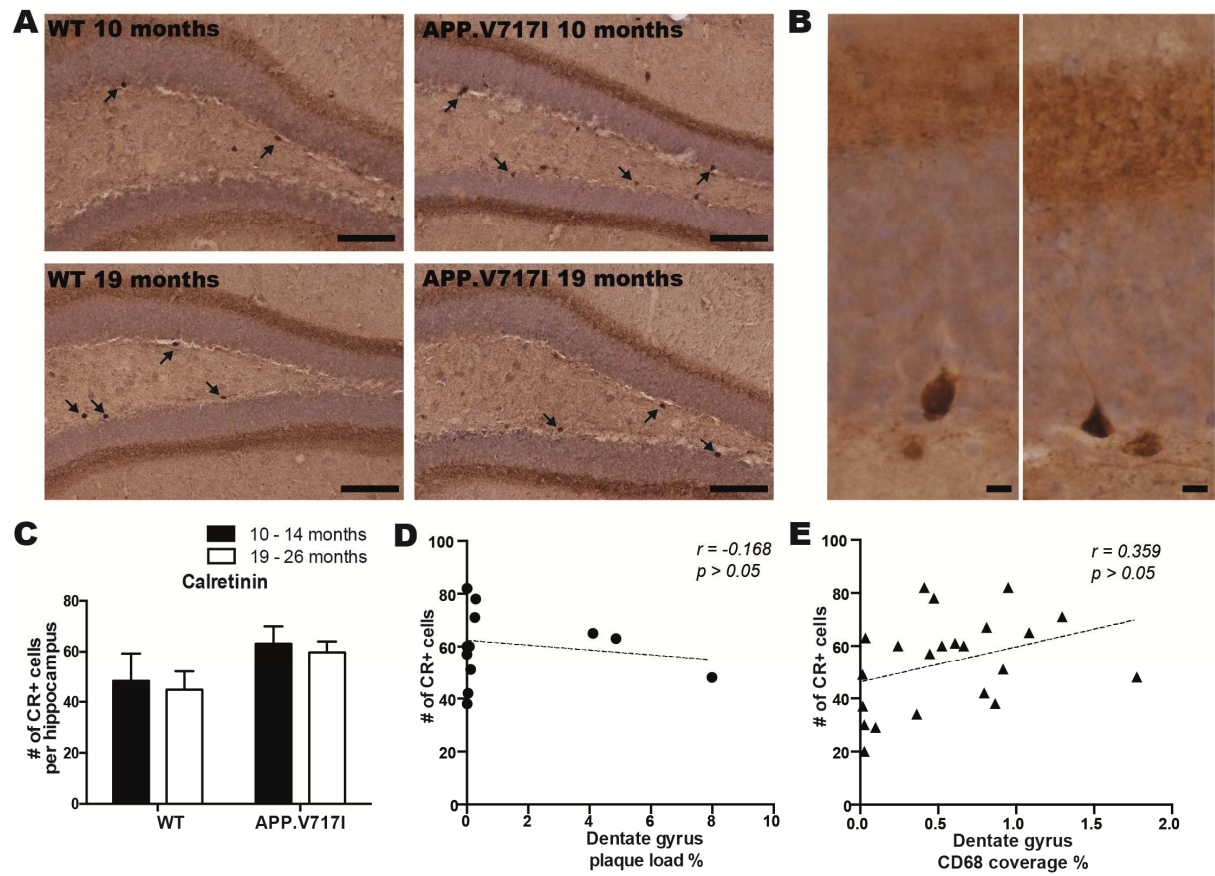 A
WT 10 months
APP.V717I 10 months
B
WT 19 months
APP.V717I 19 months
C
10 - 14 months
19 - 26 months
Calretinin
80
60
40
20
0
# of CR+ cells
per hippocampus
WT
APP.V717I
D
r = -0.168
p > 0.05
100
80
60
40
20
0
# of CR+ cells
0
2
4
6
8
10
Dentate gyrus
plaque load %
E
r = 0.359
p > 0.05
100
80
60
40
20
0
# of CR+ cells
0.0
0.5
1.0
1.5
2.0
Dentate gyrus
CD68 coverage %